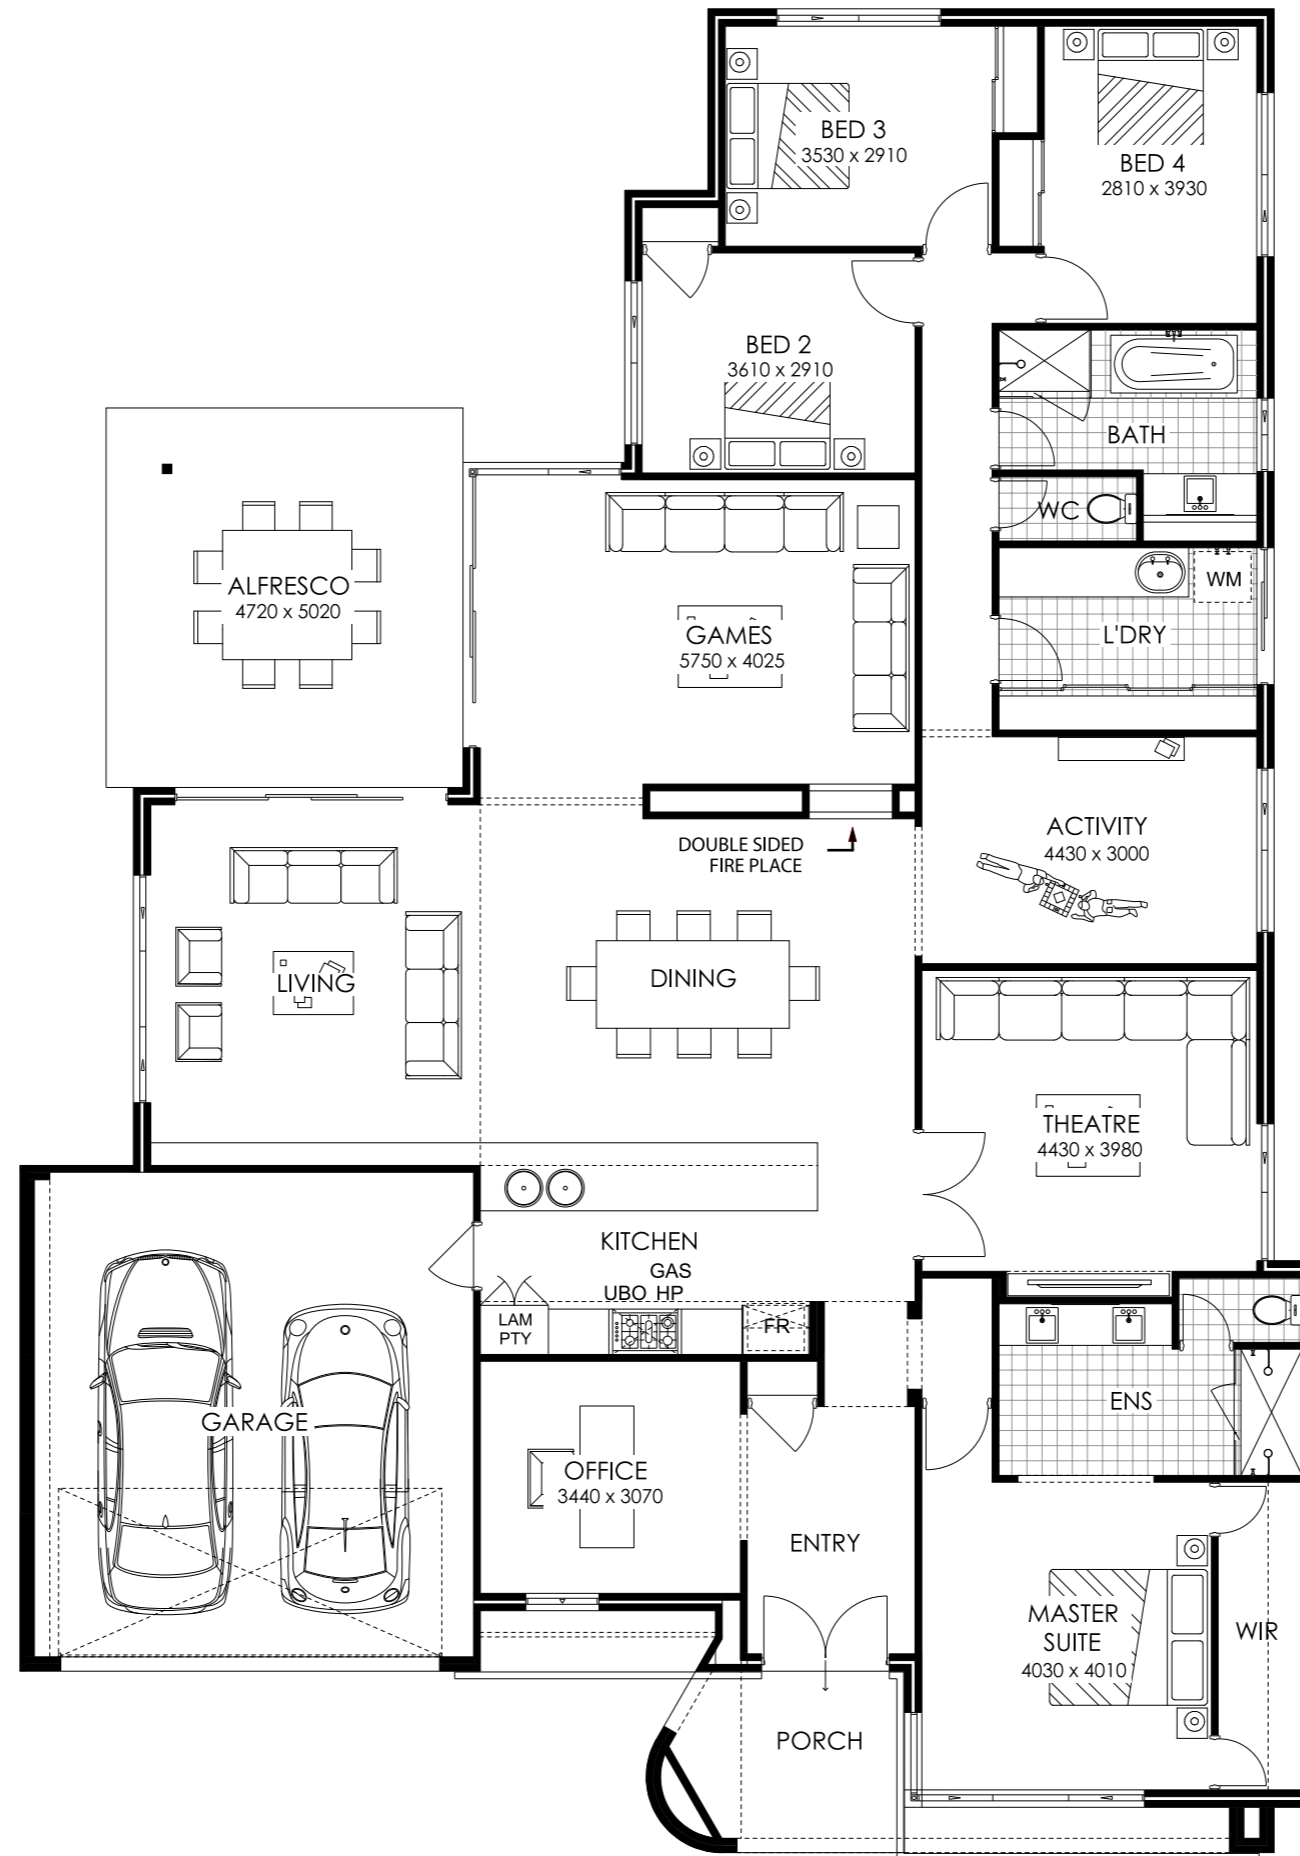 BED 3
3530 x 2910
BED 4
2810 x 3930
BED 2
3610 x 2910
BATH
WC
WM
L'DRY
ALFRESCO
4720 x 5020
GAMES
5750 x 4025
DOUBLE SIDED
FIRE PLACE
ACTIVITY
4430 x 3000
LIVING
DINING
THEATRE
4430 x 3980
KITCHEN
GAS
UBO HP
LAM
PTY
FR
GARAGE
ENS
OFFICE
3440 x 3070
ENTRY
MASTER
SUITE
4030 x 4010
WIR
PORCH